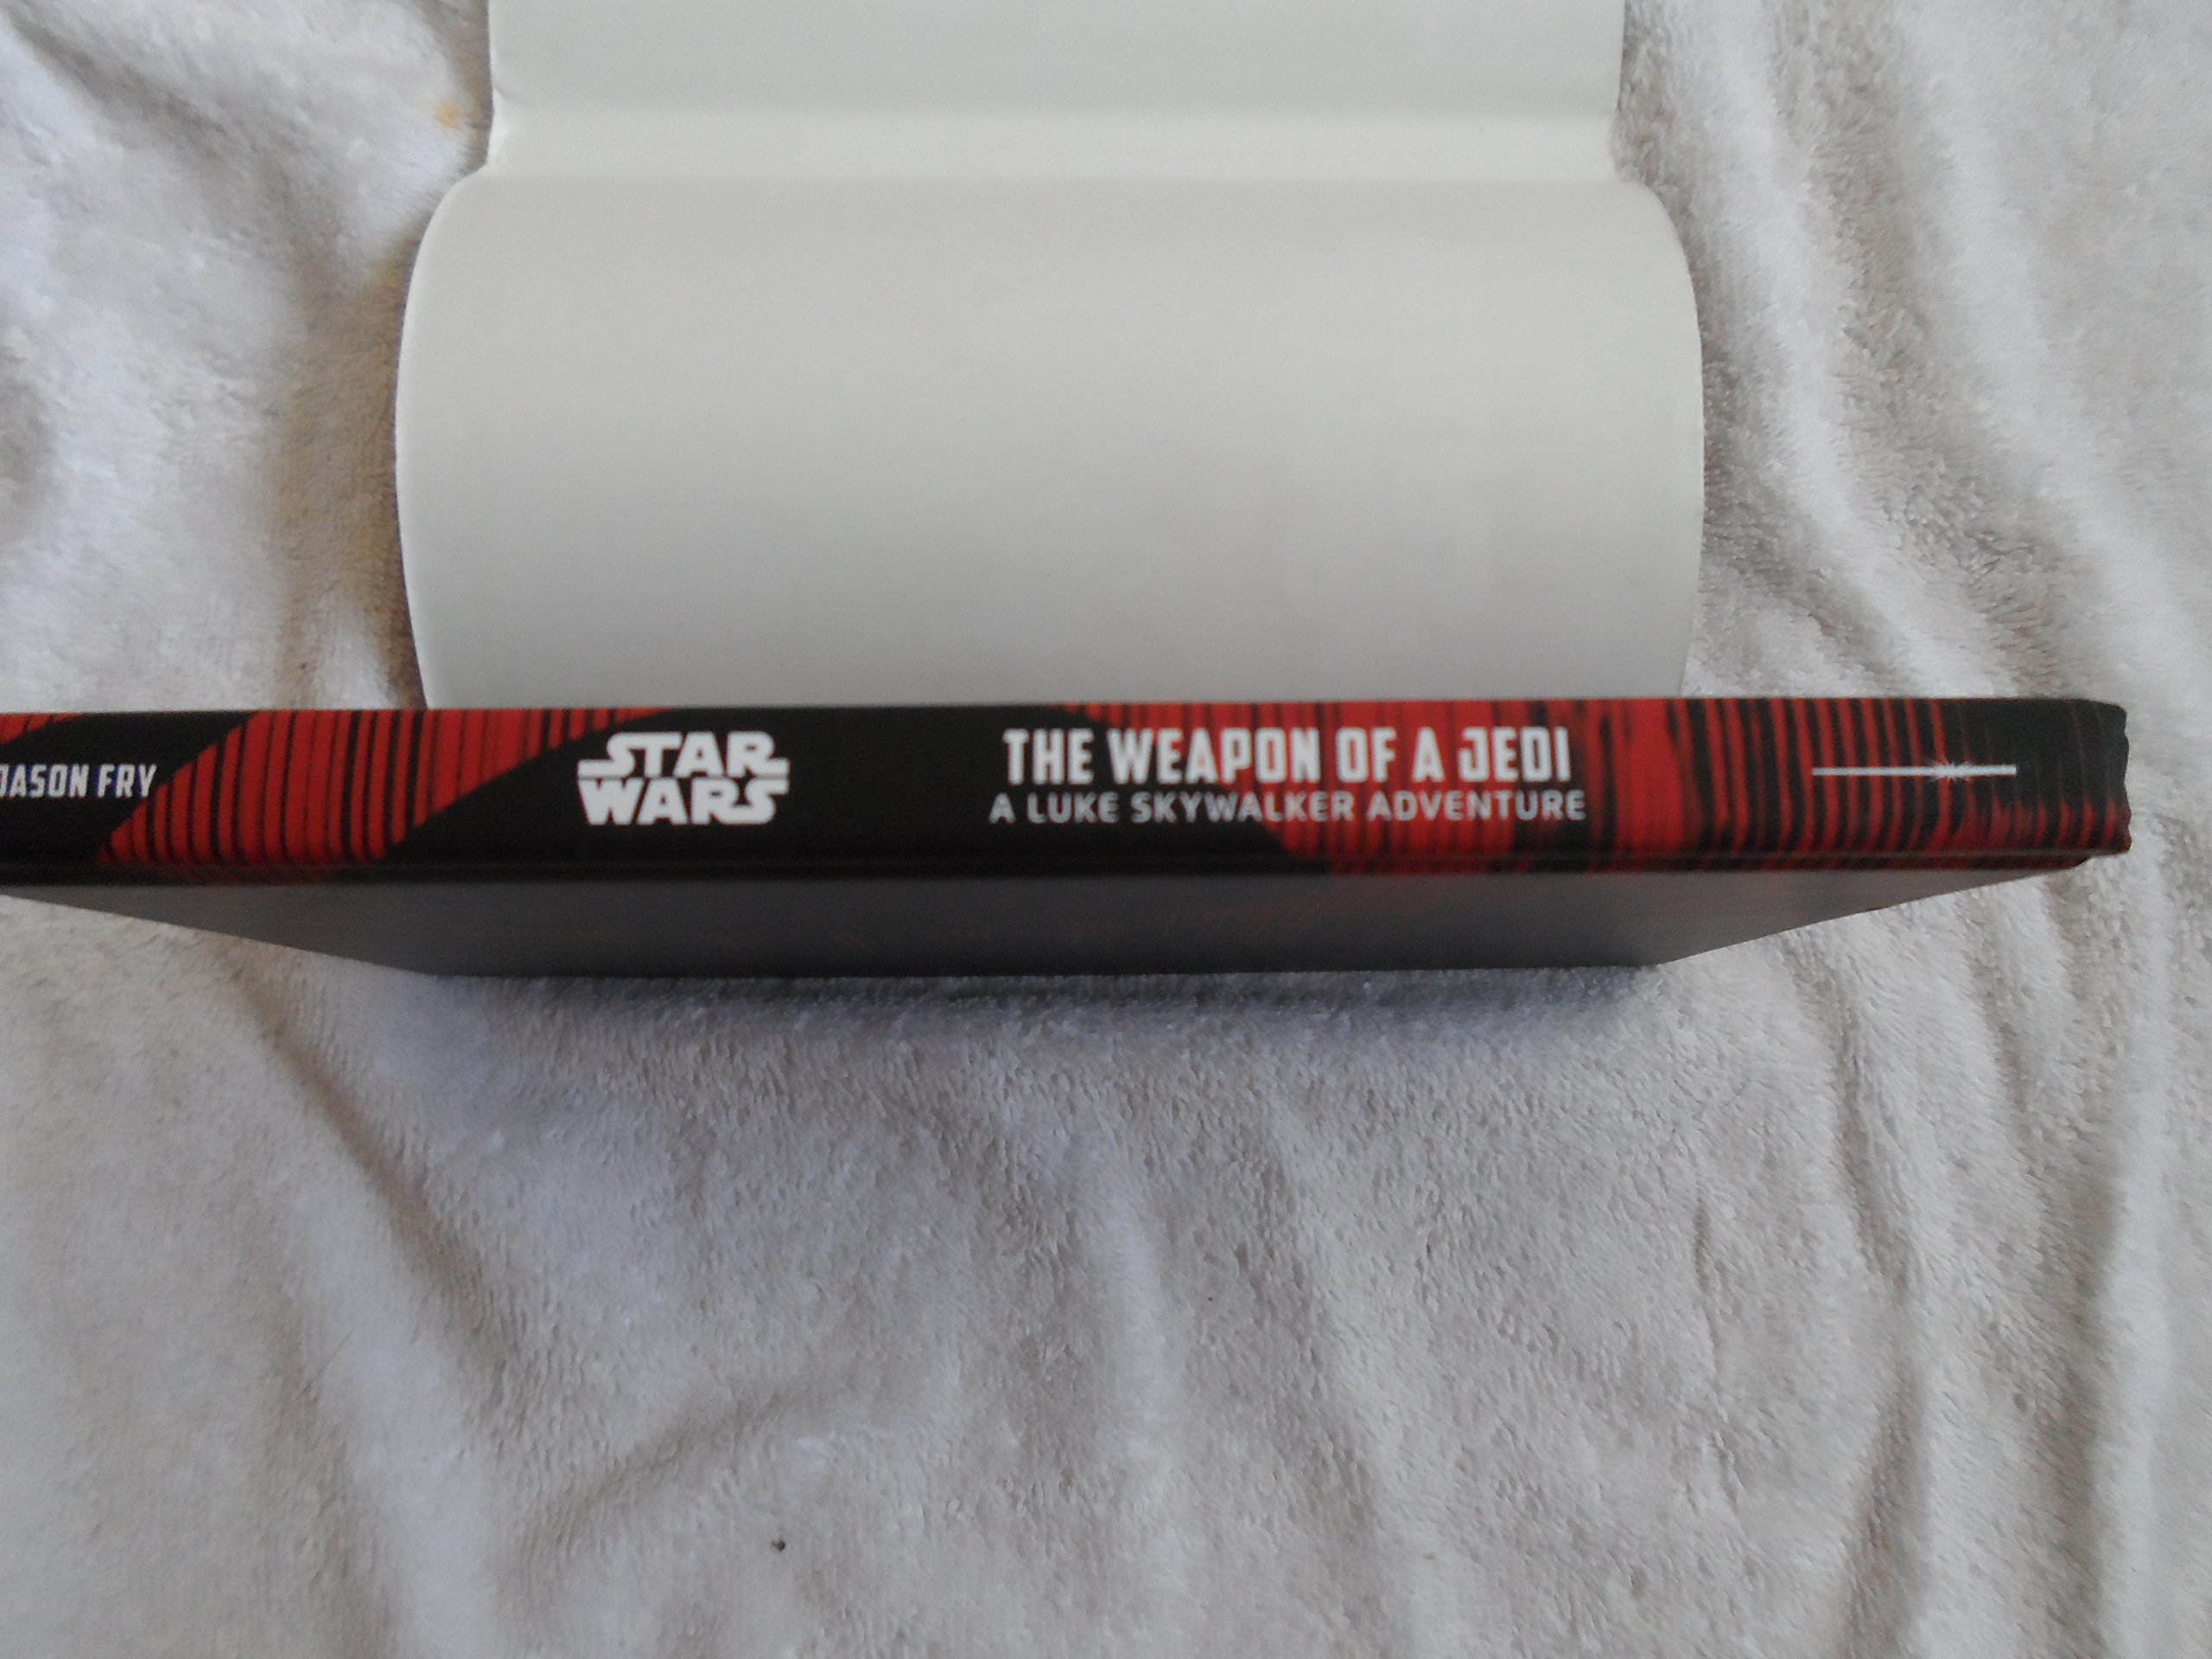 JASON FRY
STAR
WARS
THE WEAPON OF A JEDI
A LUKE SKYWALKER ADVENTURE